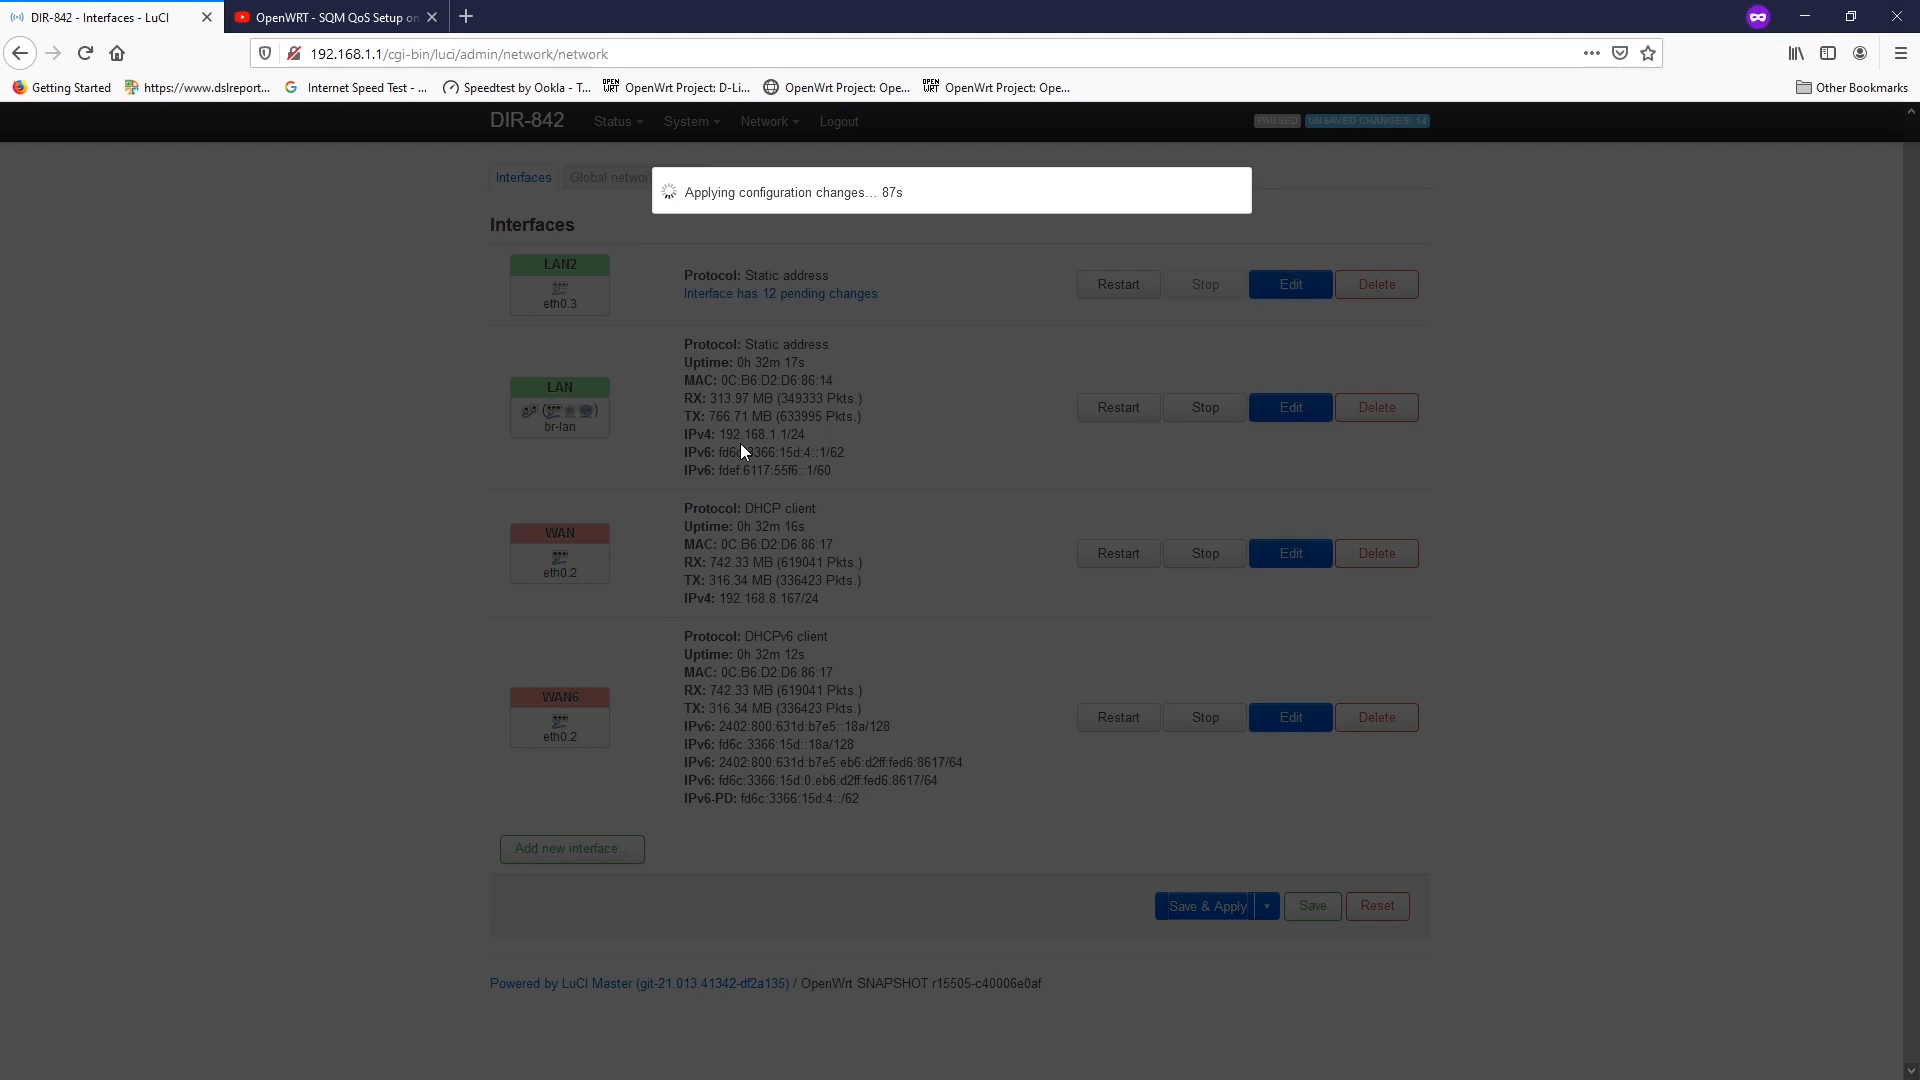 DIR-842 - Interfaces - LuCI
OpenWRT - SQM QoS Setup on
192.168.1.1/cgi-bin/luci/admin/network/network
Getting Started https://www.dslreport... Internet Speed Test - ... Speedtest by Ookla - T... OpenWrt Project: D-Li... OpenWrt Project: Ope... OpenWrt Project: Ope... Other Bookmarks
DIR-842 Status System Network Logout PAUSED UNSAVED CHANGES: 14
Interfaces Global networ
Applying configuration changes… 87s
Interfaces
LAN2
eth0.3
Protocol: Static address
Interface has 12 pending changes
Restart Stop Edit Delete
LAN
br-lan
Protocol: Static address
Uptime: 0h 32m 17s
MAC: 0C:B6:D2:D6:86:14
RX: 313.97 MB (349333 Pkts.)
TX: 766.71 MB (633995 Pkts.)
IPv4: 192.168.1.1/24
IPv6: fd6c:3366:15d:4::1/62
IPv6: fdef:6117:55f6::1/60
Restart Stop Edit Delete
WAN
eth0.2
Protocol: DHCP client
Uptime: 0h 32m 16s
MAC: 0C:B6:D2:D6:86:17
RX: 742.33 MB (619041 Pkts.)
TX: 316.34 MB (336423 Pkts.)
IPv4: 192.168.8.167/24
Restart Stop Edit Delete
WAN6
eth0.2
Protocol: DHCPv6 client
Uptime: 0h 32m 12s
MAC: 0C:B6:D2:D6:86:17
RX: 742.33 MB (619041 Pkts.)
TX: 316.34 MB (336423 Pkts.)
IPv6: 2402:800:631d:b7e5::18a/128
IPv6: fd6c:3366:15d::18a/128
IPv6: 2402:800:631d:b7e5:eb6:d2ff:fed6:8617/64
IPv6: fd6c:3366:15d:0:eb6:d2ff:fed6:8617/64
IPv6-PD: fd6c:3366:15d:4::/62
Restart Stop Edit Delete
Add new interface...
Save & Apply Save Reset
Powered by LuCI Master (git-21.013.41342-df2a135) / OpenWrt SNAPSHOT r15505-c40006e0af